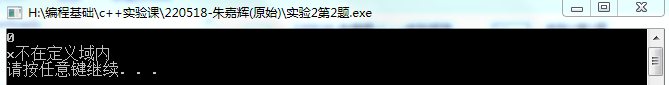 H:\编程基础\c++实验课\220518-朱嘉辉(原始)\实验2第2题.exe
0
x不在定义域内
请按任意键继续. . .